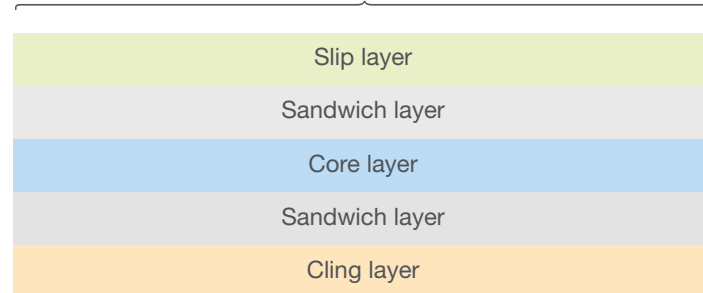 Slip layer
Sandwich layer
Core layer
Sandwich layer
Cling layer